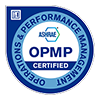 OPERATIONS & PERFORMANCE MANAGEMENT
ASHRAE
OPMP
CERTIFIED